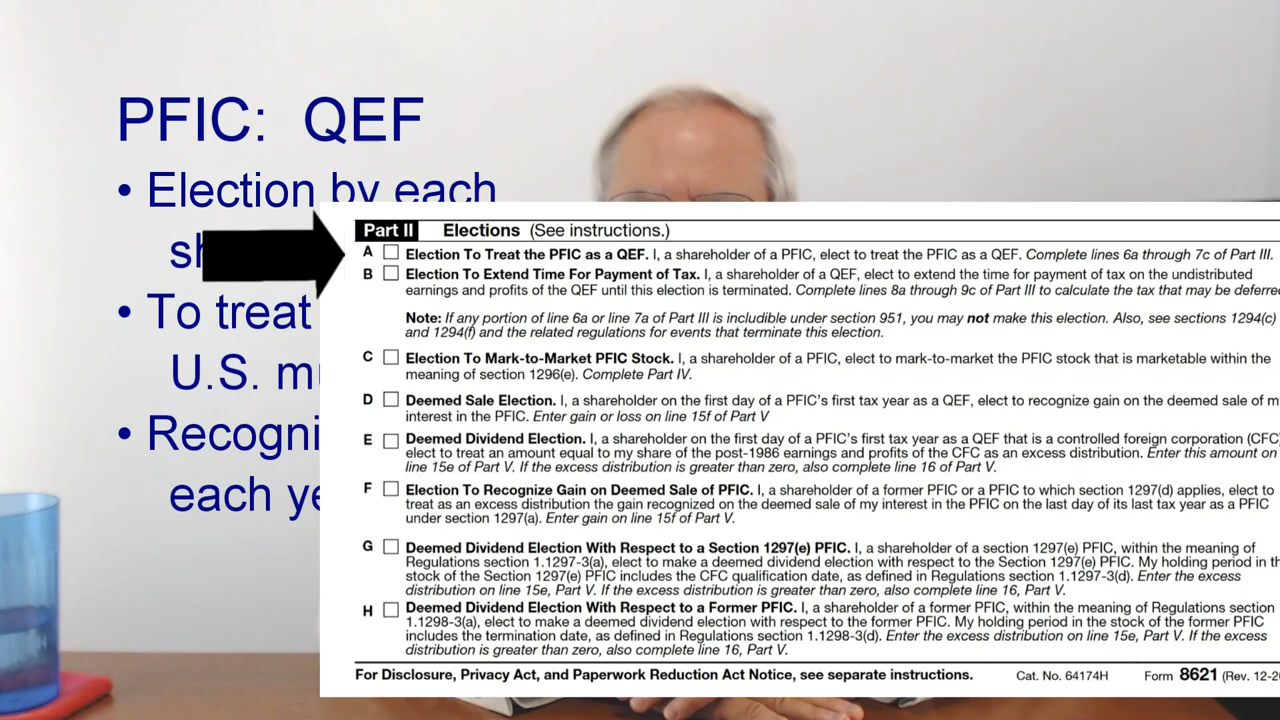 PFIC: QEF
• Election by each
• To treat
U.S.
• Recogni
each ye
Part II Elections (See instructions.)
A Election To Treat the PFIC as a QEF. I, a shareholder of a PFIC, elect to treat the PFIC as a QEF. Complete lines 6a through 7c of Part III.
B Election To Extend Time For Payment of Tax. I, a shareholder of a QEF, elect to extend the time for payment of tax on the undistributed
earnings and profits of the QEF until this election is terminated. Complete lines 8a through 9c of Part III to calculate the tax that may be deferre
Note: If any portion of line 6a or line 7a of Part III is includible under section 951, you may not make this election. Also, see sections 1294(c)
and 1294(f) and the related regulations for events that terminate this election.
C Election To Mark-to-Market PFIC Stock. I, a shareholder of a PFIC, elect to mark-to-market the PFIC stock that is marketable within the
meaning of section 1296(e). Complete Part IV.
D Deemed Sale Election. I, a shareholder on the first day of a PFIC's first tax year as a QEF, elect to recognize gain on the deemed sale of m
interest in the PFIC. Enter gain or loss on line 15f of Part V
E Deemed Dividend Election. I, a shareholder on the first day of a PFIC's first tax year as a QEF that is a controlled foreign corporation (CFC
elect to treat an amount equal to my share of the post-1986 earnings and profits of the CFC as an excess distribution. Enter this amount on
line 15e of Part V. If the excess distribution is greater than zero, also complete line 16 of Part V.
F Election To Recognize Gain on Deemed Sale of PFIC. I, a shareholder of a former PFIC or a PFIC to which section 1297(d) applies, elect to
treat as an excess distribution the gain recognized on the deemed sale of my interest in the PFIC on the last day of its last tax year as a PFIC
under section 1297(a). Enter gain on line 15f of Part V.
G Deemed Dividend Election With Respect to a Section 1297(e) PFIC. I, a shareholder of a section 1297(e) PFIC, within the meaning of
Regulations section 1.1297-3(a), elect to make a deemed dividend election with respect to the Section 1297(e) PFIC. My holding period in th
stock of the Section 1297(e) PFIC includes the CFC qualification date, as defined in Regulations section 1.1297-3(d). Enter the excess
distribution on line 15e, Part V. If the excess distribution is greater than zero, also complete line 16, Part V.
H Deemed Dividend Election With Respect to a Former PFIC. I, a shareholder of a former PFIC, within the meaning of Regulations section
1.1298-3(a), elect to make a deemed dividend election with respect to the former PFIC. My holding period in the stock of the former PFIC
includes the termination date, as defined in Regulations section 1.1298-3(d). Enter the excess distribution on line 15e, Part V. If the excess
distribution is greater than zero, also complete line 16, Part V.
For Disclosure, Privacy Act, and Paperwork Reduction Act Notice, see separate instructions. Cat. No. 64174H Form 8621 (Rev. 12-20